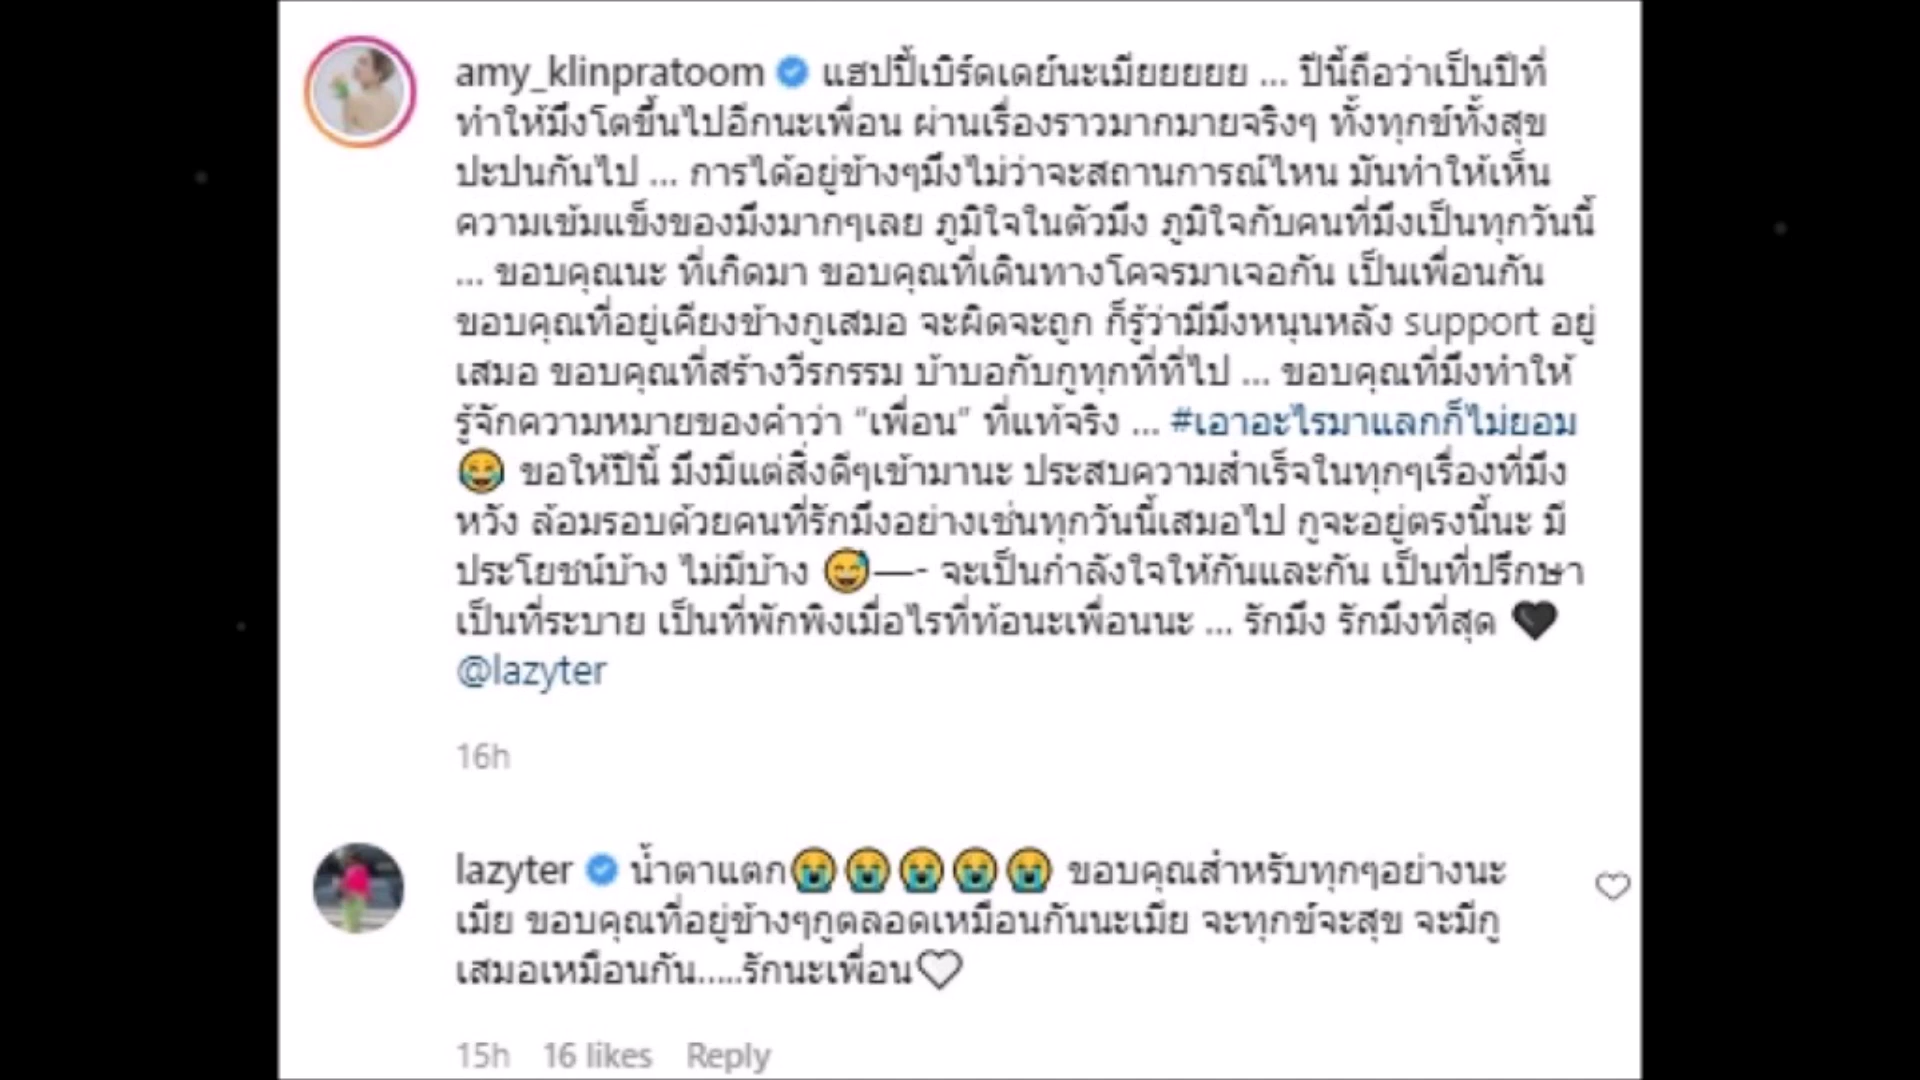 amy_klinpratoom แฮปปี้เบิร์ดเดย์นะเมียยยยย ... ปีนี้ถือว่าเป็นปีที่
ทำให้มึงโตขึ้นไปอีกนะเพื่อน ผ่านเรื่องราวมากมายจริงๆ ทั้งทุกข์ทั้งสุข
ปะปนกันไป ... การได้อยู่ข้างๆมึงไม่ว่าจะสถานการณ์ไหน มันทำให้เห็น
ความเข้มแข็งของมึงมากๆเลย ภูมิใจในตัวมึง ภูมิใจกับคนที่มึงเป็นทุกวันนี้
... ขอบคุณนะ ที่เกิดมา ขอบคุณที่เดินทางโคจรมาเจอกัน เป็นเพื่อนกัน
ขอบคุณที่อยู่เคียงข้างกูเสมอ จะผิดจะถูก ก็รู้ว่ามีมึงหนุนหลัง support อยู่
เสมอ ขอบคุณที่สร้างวีรกรรม บ้าบอกับกูทุกที่ที่ไป ... ขอบคุณที่มึงทำให้
รู้จักความหมายของคำว่า “เพื่อน” ที่แท้จริง ... #เอาอะไรมาแลกก็ไม่ยอม
😂 ขอให้ปีนี้ มึงมีแต่สิ่งดีๆเข้ามานะ ประสบความสำเร็จในทุกๆเรื่องที่มึง
หวัง ล้อมรอบด้วยคนที่รักมึงอย่างเช่นทุกวันนี้เสมอไป กูจะอยู่ตรงนี้นะ มี
ประโยชน์บ้าง ไม่มีบ้าง 😅—- จะเป็นกำลังใจให้กันและกัน เป็นที่ปรึกษา
เป็นที่ระบาย เป็นที่พักพิงเมื่อไรที่ท้อนะเพื่อนนะ ... รักมึง รักมึงที่สุด 🖤
@lazyter
16h
lazyter น้ำตาแตก😭😭😭😭😭 ขอบคุณสำหรับทุกๆอย่างนะ
เมีย ขอบคุณที่อยู่ข้างๆกูตลอดเหมือนกันนะเมีย จะทุกข์จะสุข จะมีกู
เสมอเหมือนกัน.....รักนะเพื่อน🤍
15h 16 likes Reply